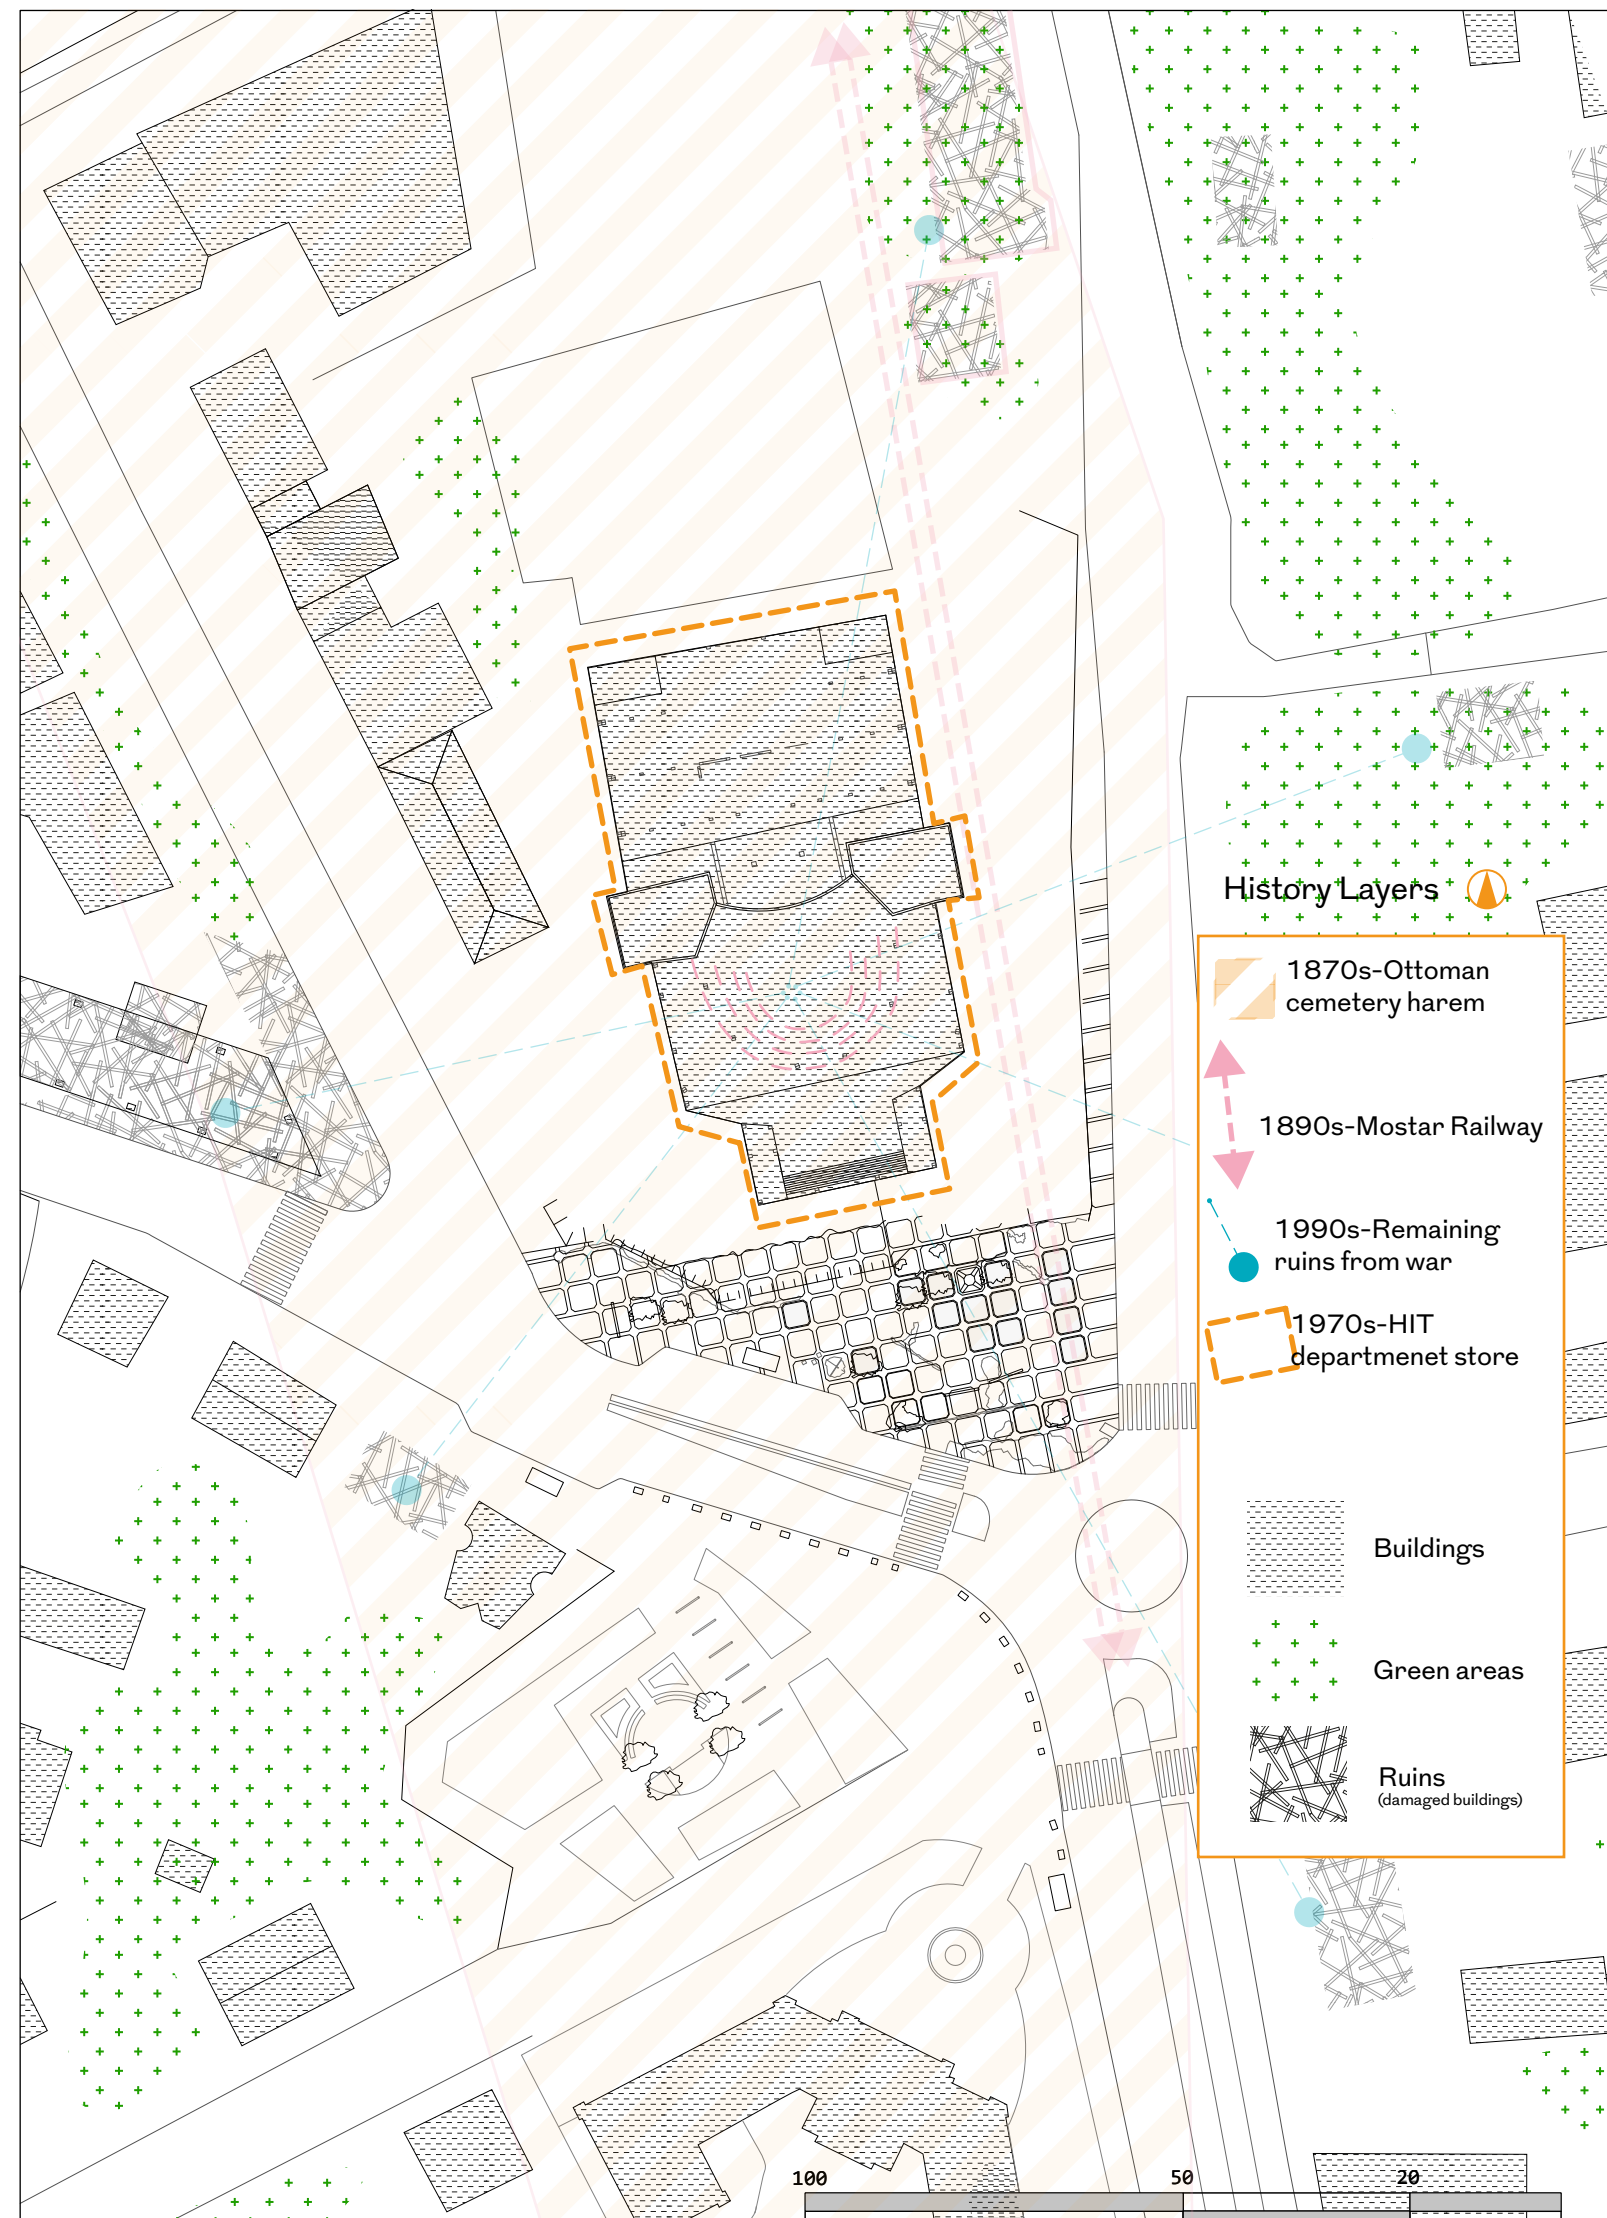 History Layers
1870s-Ottoman
cemetery harem
1890s-Mostar Railway
1990s-Remaining
ruins from war
1970s-HIT
departmenet store
Buildings
Green areas
Ruins
(damaged buildings)
100 50 20